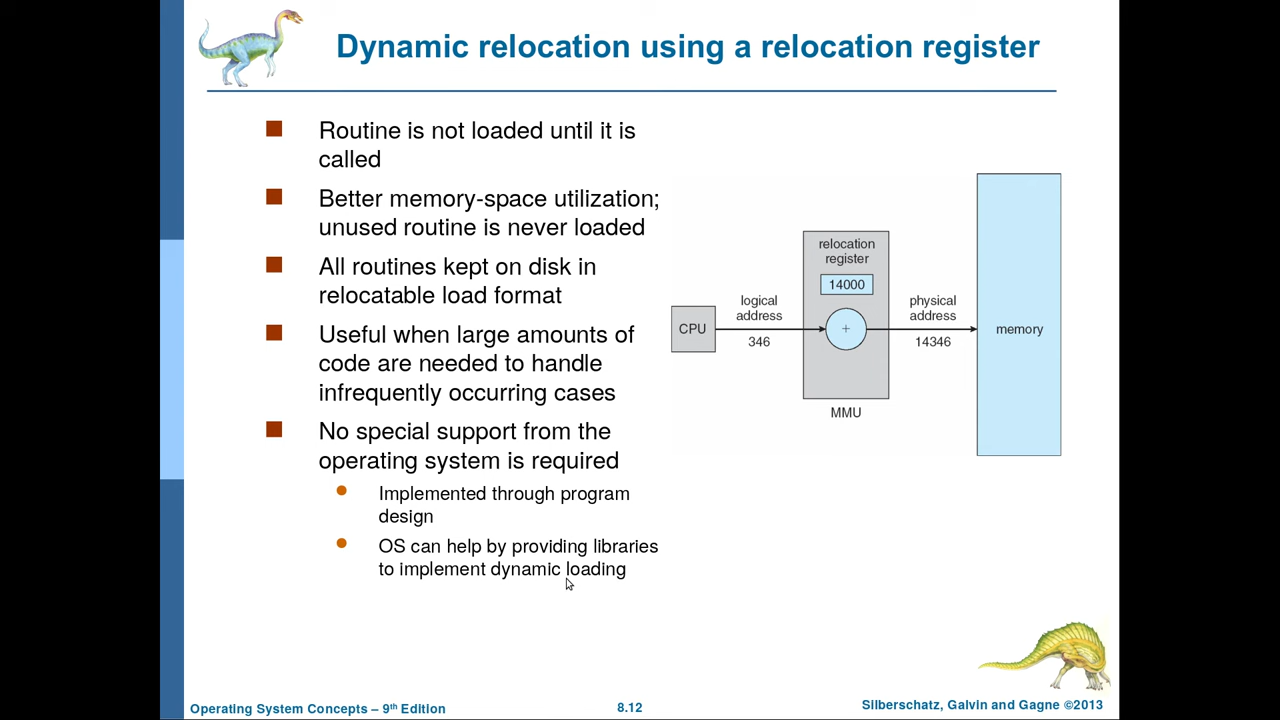 Dynamic relocation using a relocation register
Routine is not loaded until it is
called
Better memory-space utilization;
unused routine is never loaded
All routines kept on disk in
relocatable load format
Useful when large amounts of
code are needed to handle
infrequently occurring cases
No special support from the
operating system is required
Implemented through program
design
OS can help by providing libraries
to implement dynamic loading
CPU
logical
address
346
relocation
register
14000
+
MMU
physical
address
14346
memory
Operating System Concepts – 9th Edition
8.12
Silberschatz, Galvin and Gagne ©2013